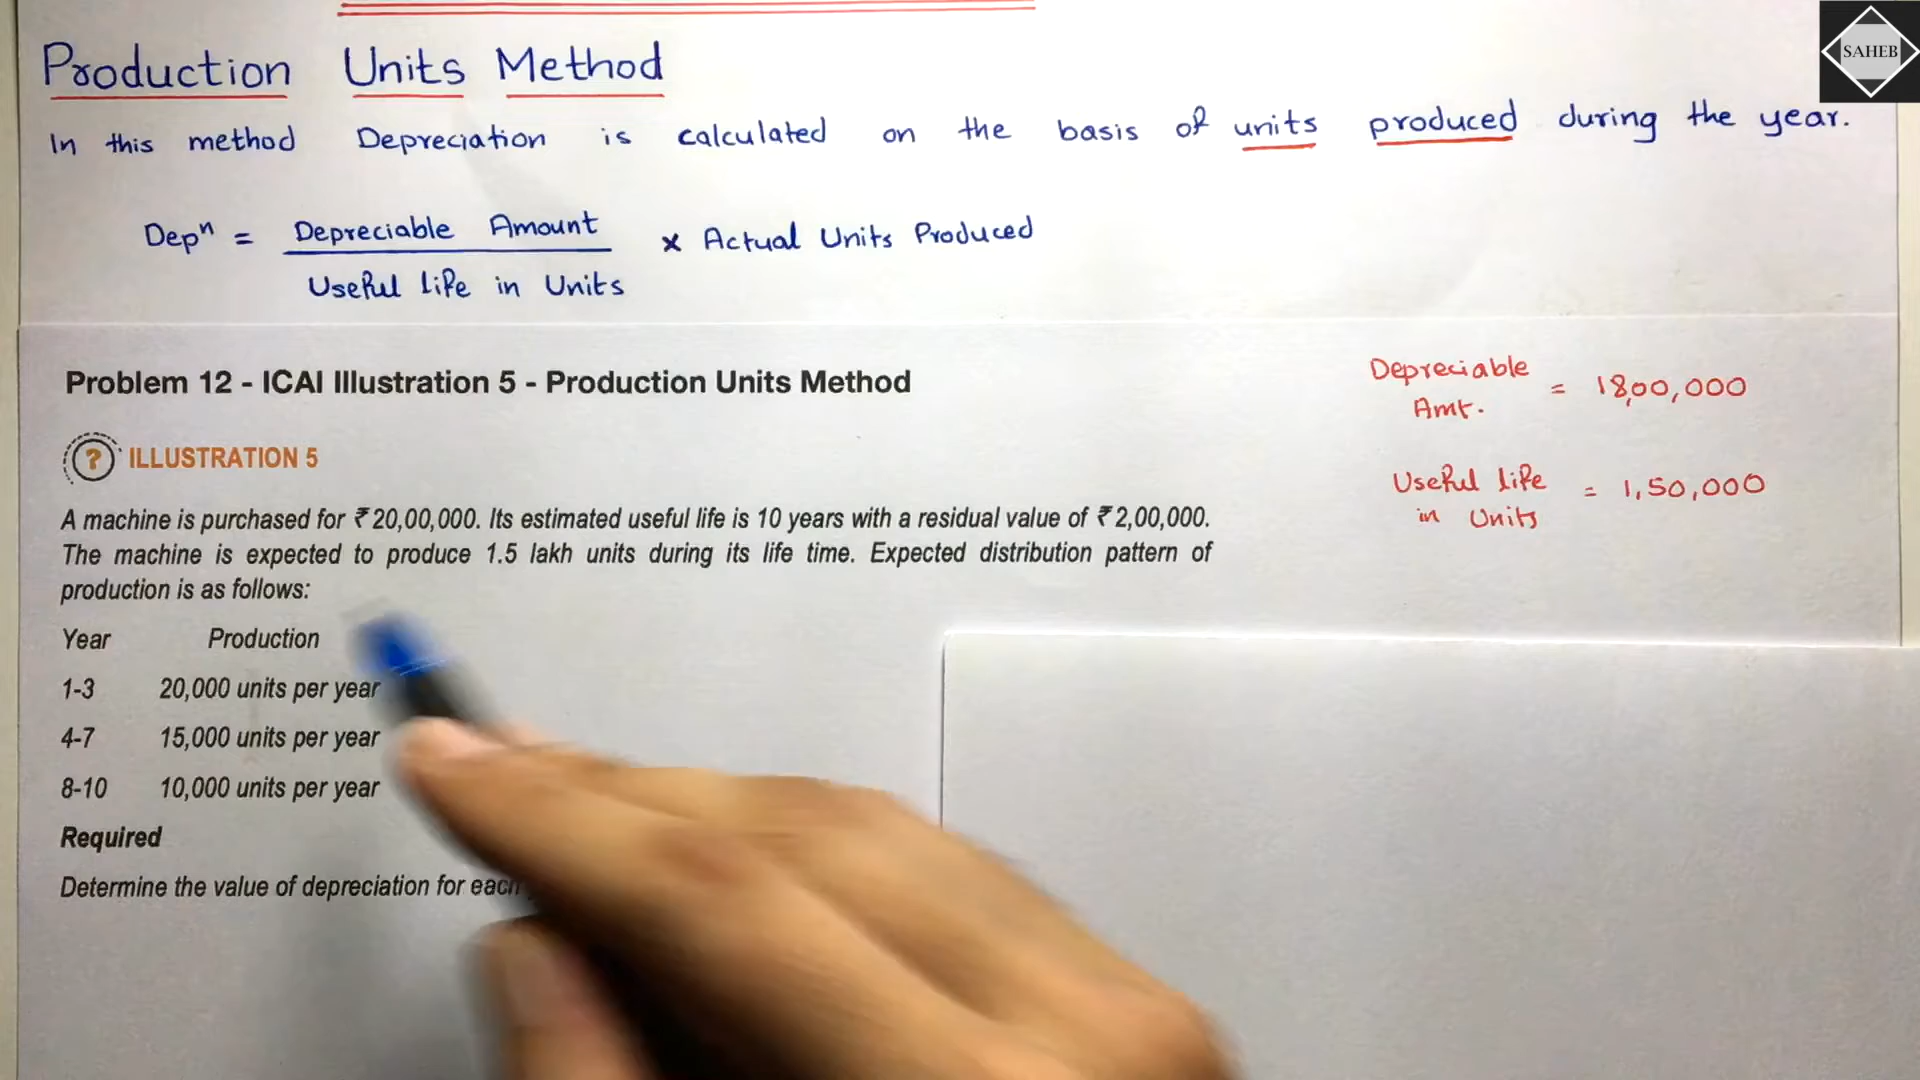 SAHEB
Production Units Method
In this method Depreciation is calculated on the basis of units produced during the year.
Depⁿ = Depreciable Amount / Useful life in Units × Actual Units Produced
Problem 12 - ICAI Illustration 5 - Production Units Method
Depreciable Amt. = 18,00,000
? ILLUSTRATION 5
Useful life in Units = 1,50,000
A machine is purchased for ₹ 20,00,000. Its estimated useful life is 10 years with a residual value of ₹ 2,00,000.
The machine is expected to produce 1.5 lakh units during its life time. Expected distribution pattern of
production is as follows:
Year Production
1-3 20,000 units per year
4-7 15,000 units per year
8-10 10,000 units per year
Required
Determine the value of depreciation for each